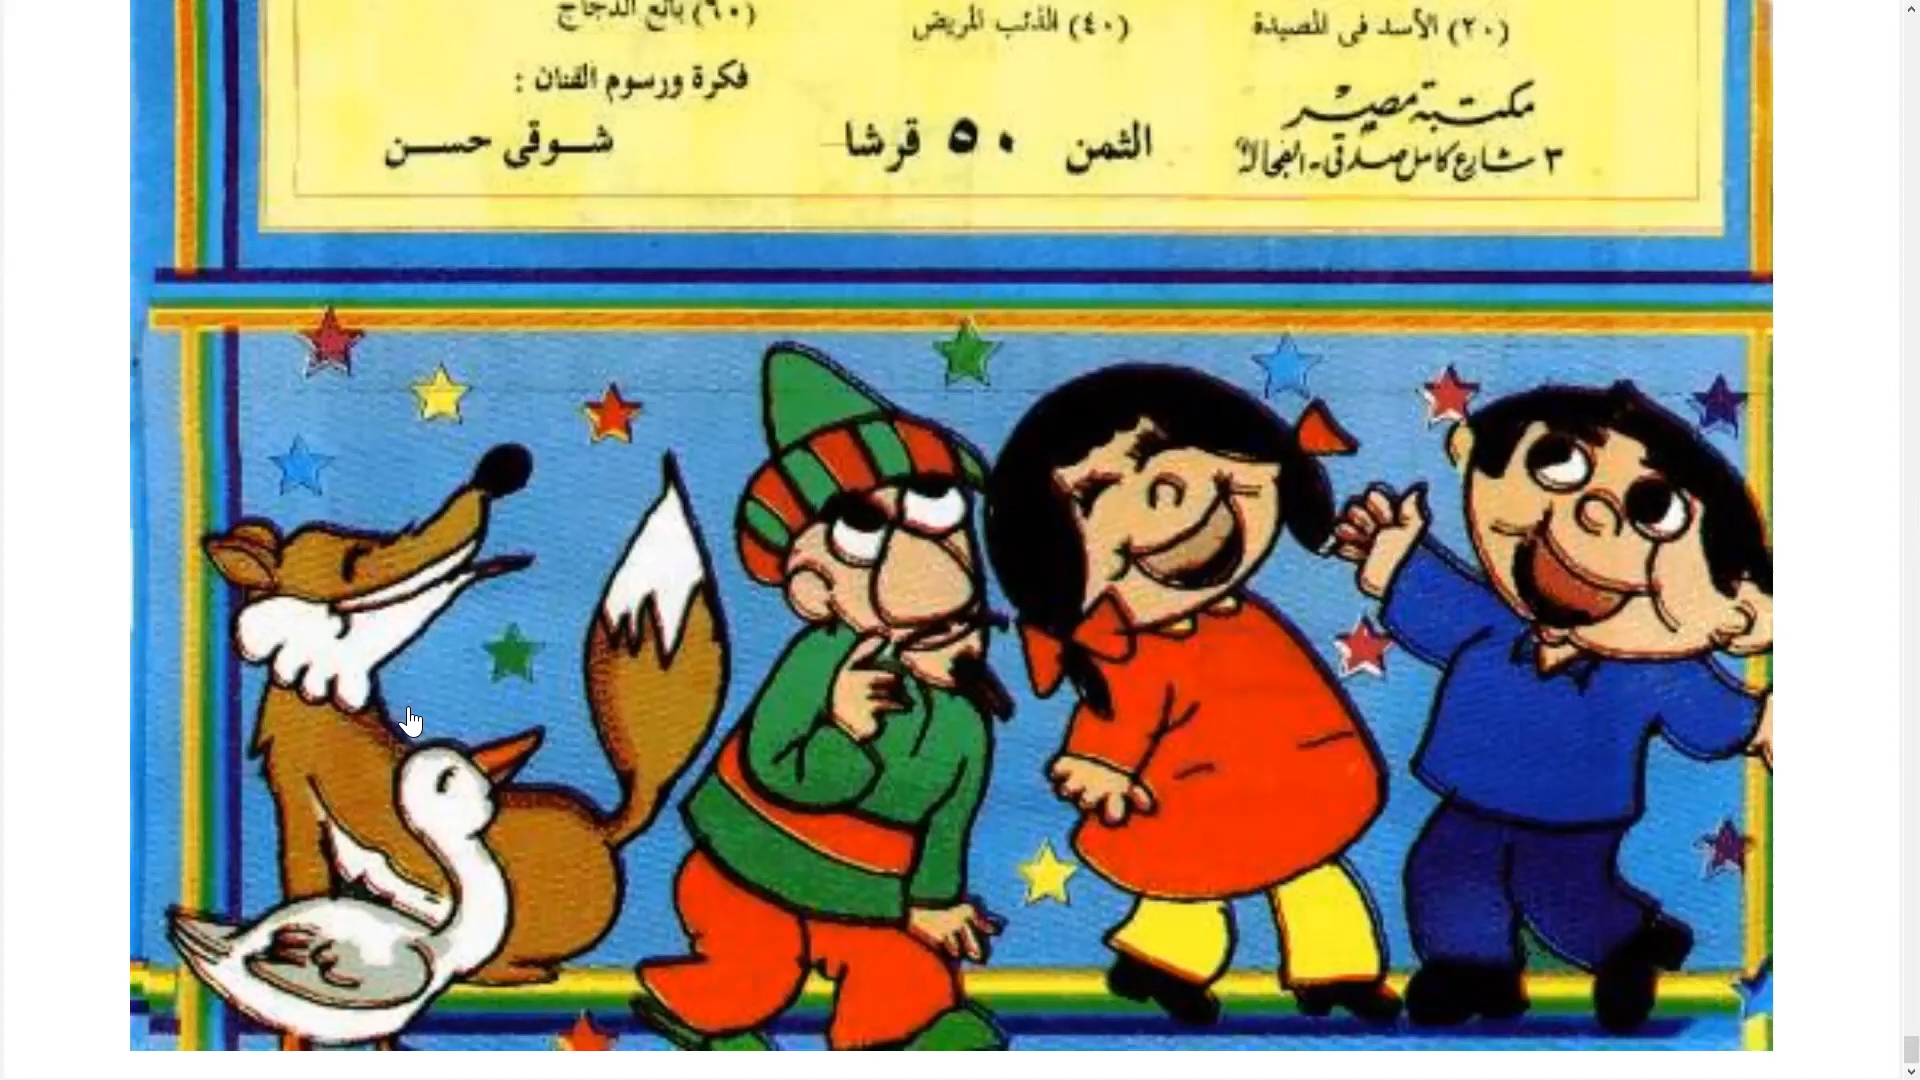 (٢٠) الأسد فى المصيدة
(٤٠) الذئب المريض
(٦٠) بائع الدجاج
مكتبة مصر
٣ شارع كامل صدقى - الفجالة
الثمن ٥٠ قرشا
فكرة ورسوم الفنان :
شوقى حسن